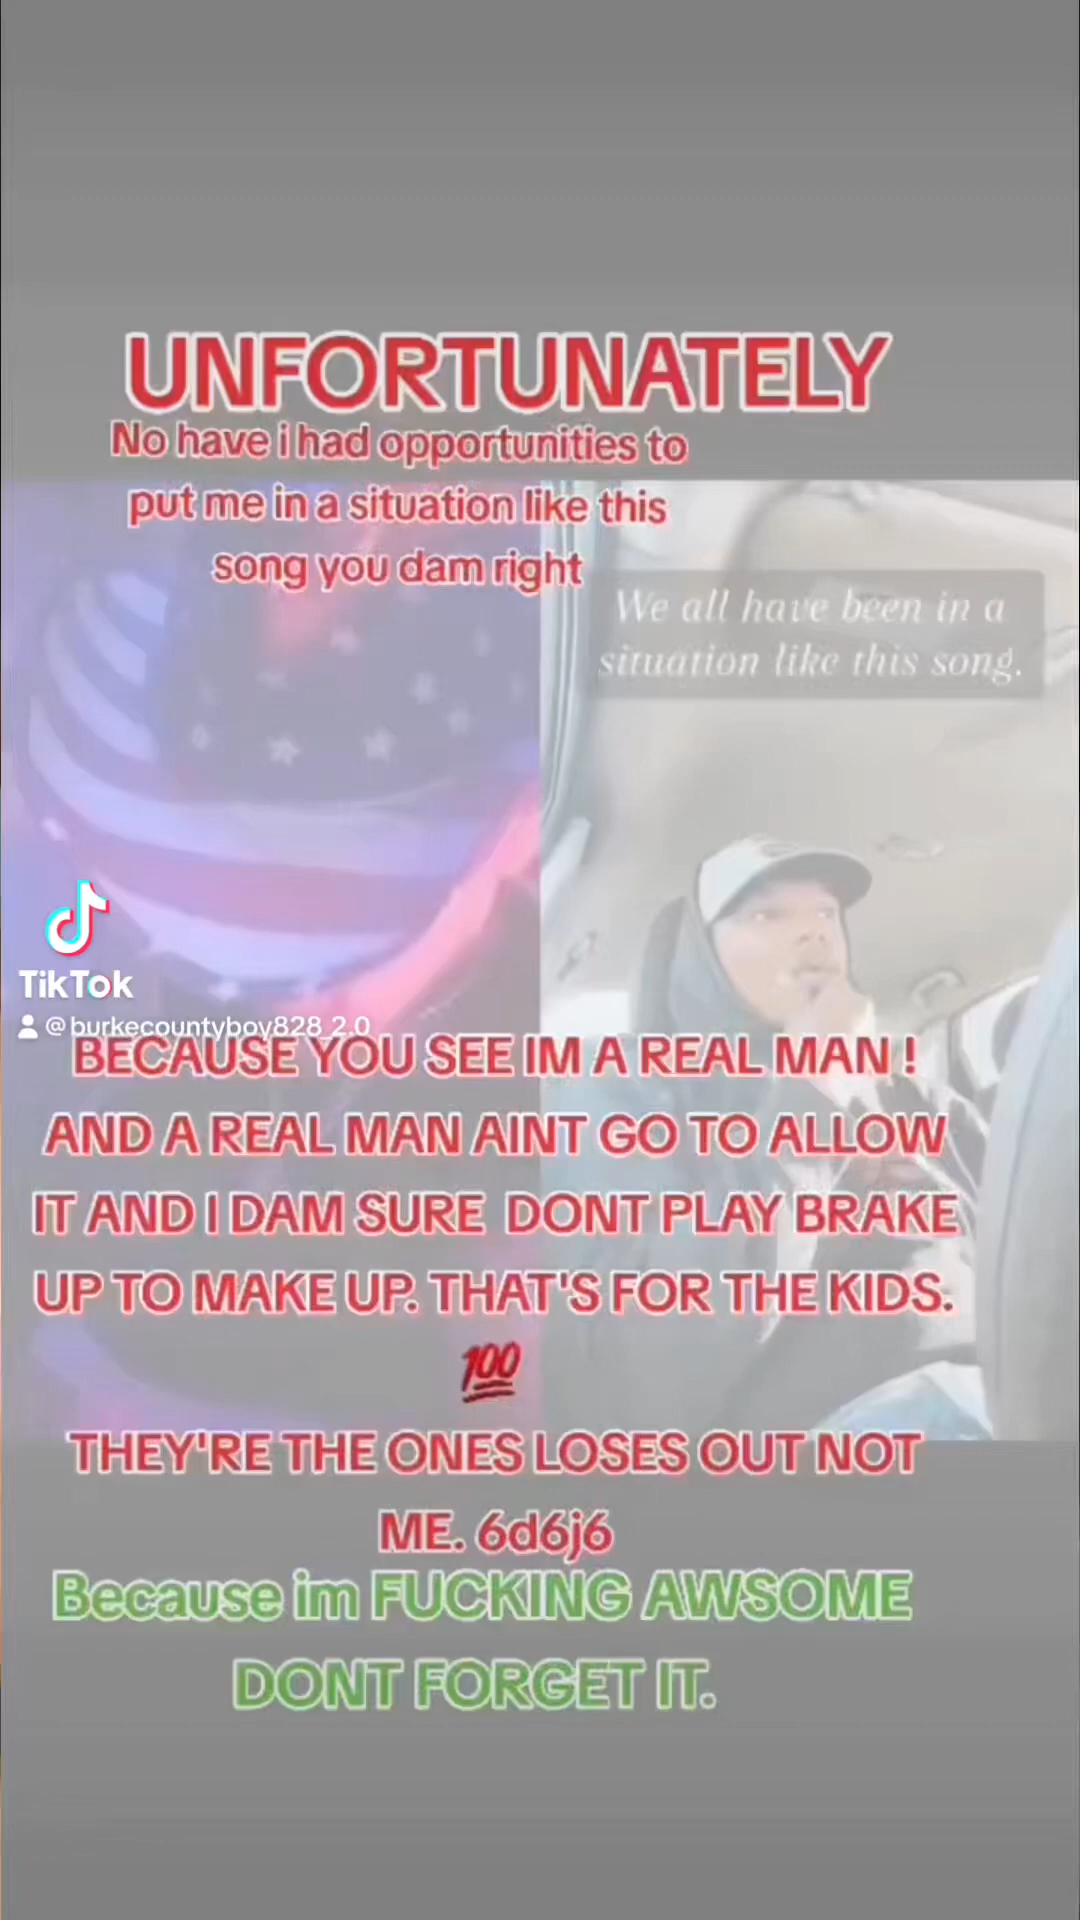 UNFORTUNATELY
No have i had opportunities to
put me in a situation like this
song you dam right
We all have been in a
situation like this song.
TikTok
@burkecountyboy828_2.0
BECAUSE YOU SEE IM A REAL MAN !
AND A REAL MAN AINT GO TO ALLOW
IT AND I DAM SURE DONT PLAY BRAKE
UP TO MAKE UP. THAT'S FOR THE KIDS.
💯
THEY'RE THE ONES LOSES OUT NOT
ME. 6d6j6
Because im FUCKING AWSOME
DONT FORGET IT.